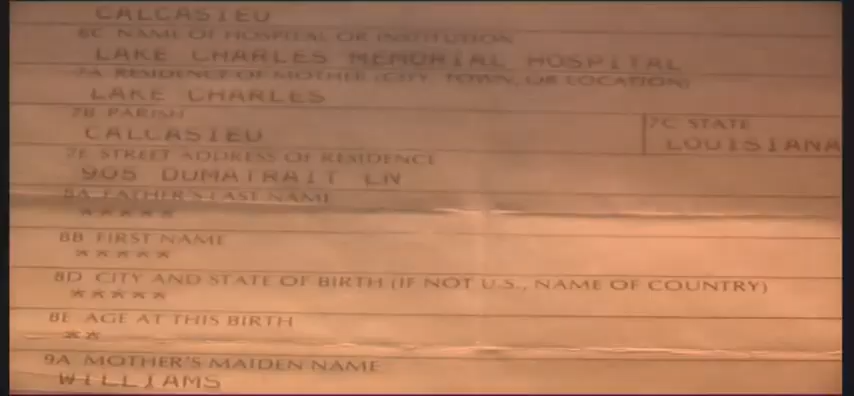 CALCASIEU
6C NAME OF HOSPITAL OR INSTITUTION
LAKE CHARLES MEMORIAL HOSPITAL
7A RESIDENCE OF MOTHER (CITY, TOWN, OR LOCATION)
LAKE CHARLES
7B PARISH
CALCASIEU
7C STATE
LOUISIANA
7E STREET ADDRESS OF RESIDENCE
905 DUMATRAIT LN
8A FATHER'S LAST NAME
*****
8B FIRST NAME
*****
8D CITY AND STATE OF BIRTH (IF NOT U.S., NAME OF COUNTRY)
*****
8E AGE AT THIS BIRTH
**
9A MOTHER'S MAIDEN NAME
WILLIAMS